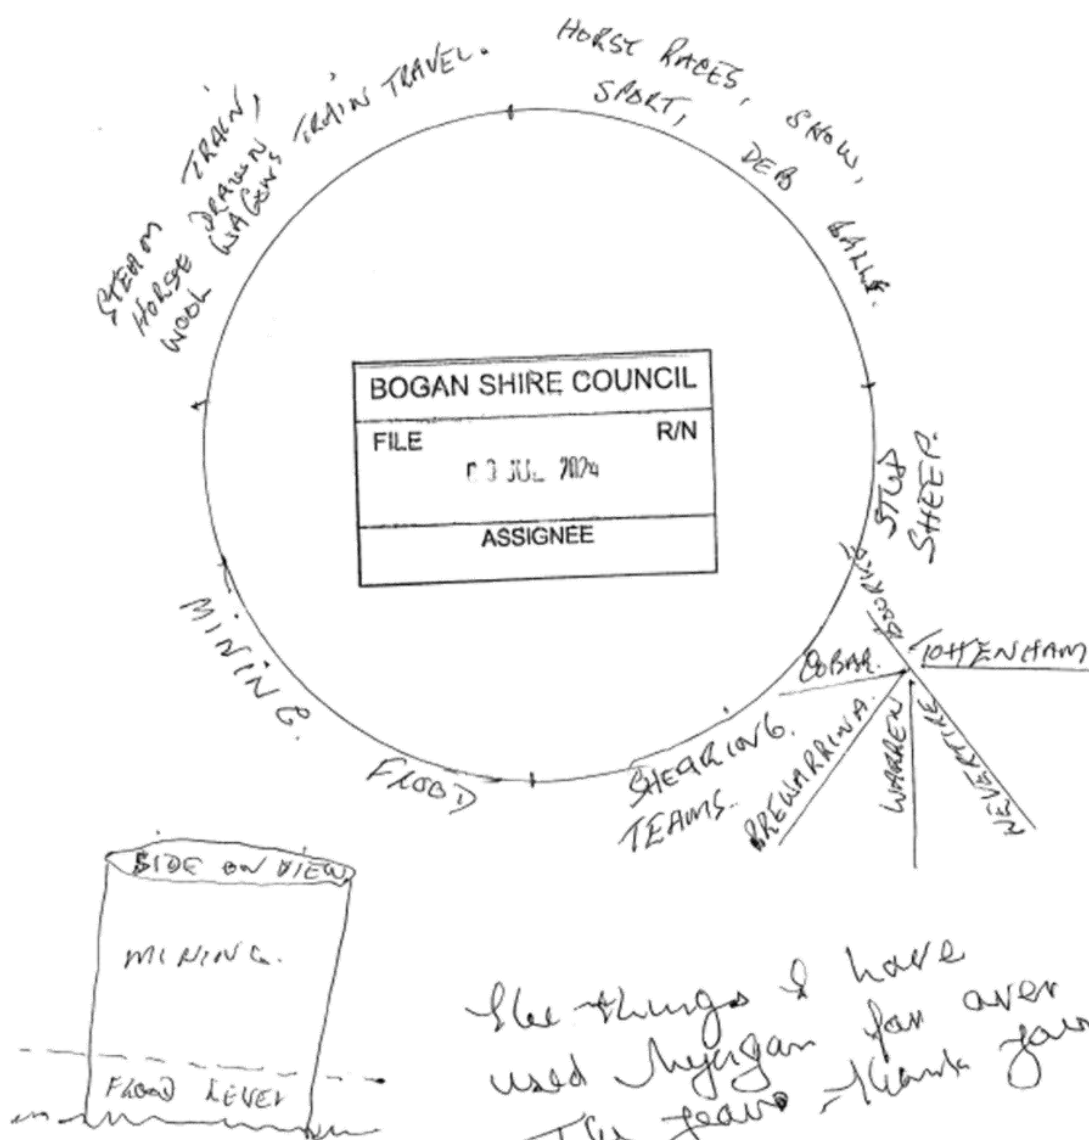 HORSE RACES, SHOW,
SPORT, DEB BALLS.
STEAM TRAIN,
HORSE DRAWN
WOOL WAGONS TRAIN TRAVEL.
BOGAN SHIRE COUNCIL
FILE R/N
JUL 2024
ASSIGNEE
STUD
SHEEP.
BOURKE
TOTTENHAM
COBAR.
BREWARRINA.
WARREN
NEVERTIRE
SHEARING
TEAMS.
MINING.
FLOOD
SIDE ON VIEW
MINING.
FLOOD LEVEL
The things I have
used Nyngan for over
years thank you